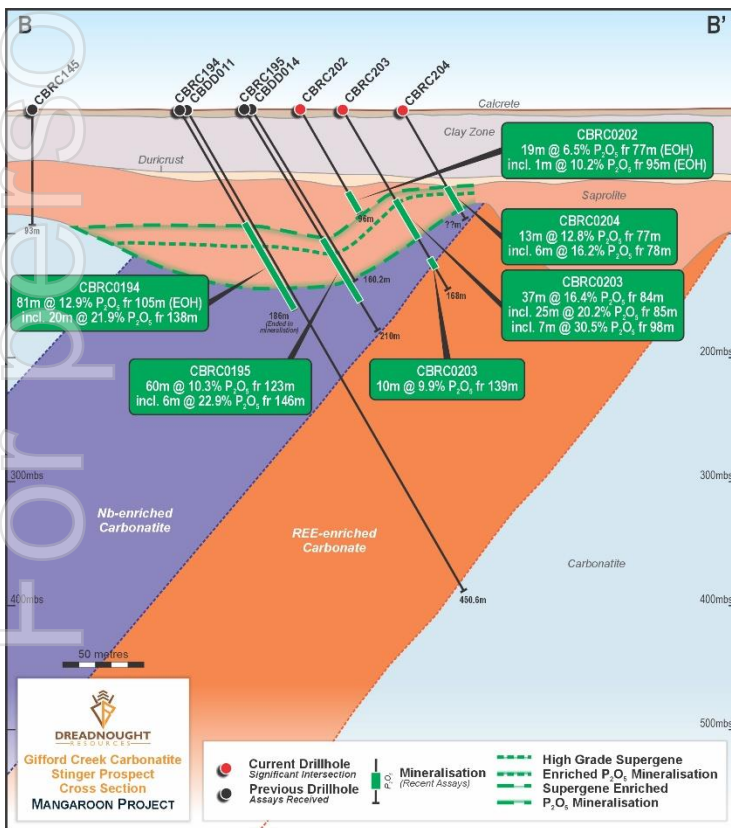 B
B'
CBRC145
CBRC194
CBDD011
CBRC195
CBDD014
CBRC202
CBRC203
CBRC204
Calcrete
Clay Zone
Duricrust
Saprolite
CBRC0202
19m @ 6.5% P₂O₅ fr 77m (EOH)
incl. 1m @ 10.2% P₂O₅ fr 95m (EOH)
CBRC0204
13m @ 12.8% P₂O₅ fr 77m
incl. 6m @ 16.2% P₂O₅ fr 78m
CBRC0203
37m @ 16.4% P₂O₅ fr 84m
incl. 25m @ 20.2% P₂O₅ fr 85m
incl. 7m @ 30.5% P₂O₅ fr 98m
93m
96m
??m
CBRC0194
81m @ 12.9% P₂O₅ fr 105m (EOH)
incl. 20m @ 21.9% P₂O₅ fr 138m
160.2m
168m
186m
(Ended in
mineralisation)
210m
CBRC0195
60m @ 10.3% P₂O₅ fr 123m
incl. 6m @ 22.9% P₂O₅ fr 146m
CBRC0203
10m @ 9.9% P₂O₅ fr 139m
200mbs
300mbs
300mbs
Nb-enriched
Carbonatite
REE-enriched
Carbonate
Carbonatite
450.6m
400mbs
400mbs
50 metres
500mbs
DREADNOUGHT
RESOURCES
Gifford Creek Carbonatite
Stinger Prospect
Cross Section
MANGAROON PROJECT
Current Drillhole
Significant Intersection
Previous Drillhole
Assays Received
P₂O₅
Mineralisation
(Recent Assays)
High Grade Supergene
Enriched P₂O₅ Mineralisation
Supergene Enriched
P₂O₅ Mineralisation
For perso